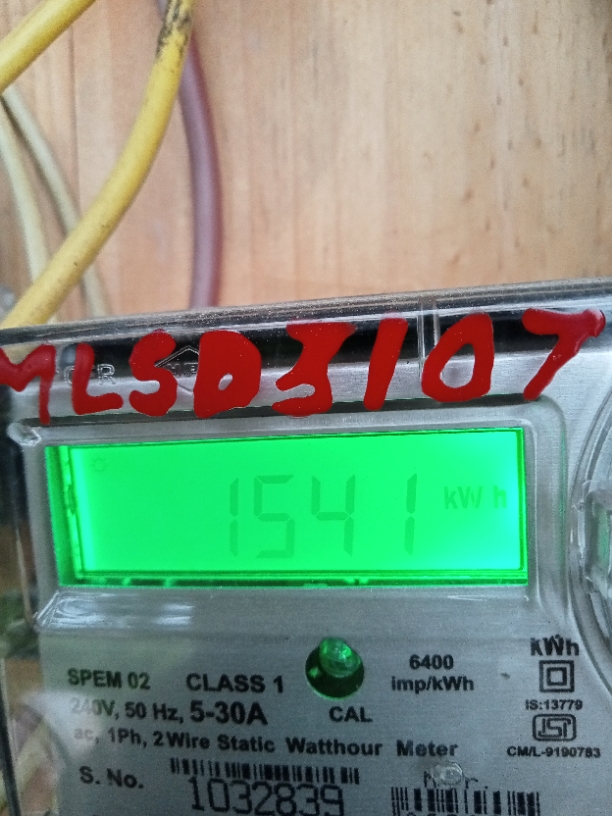 MLSD3107
1541 kWh
6400
imp/kWh
kWh
SPEM 02 CLASS 1
240V, 50 Hz, 5-30A
CAL
IS:13779
ISI
ac, 1Ph, 2 Wire Static Watthour Meter
CM/L-9190783
S. No.
1032839